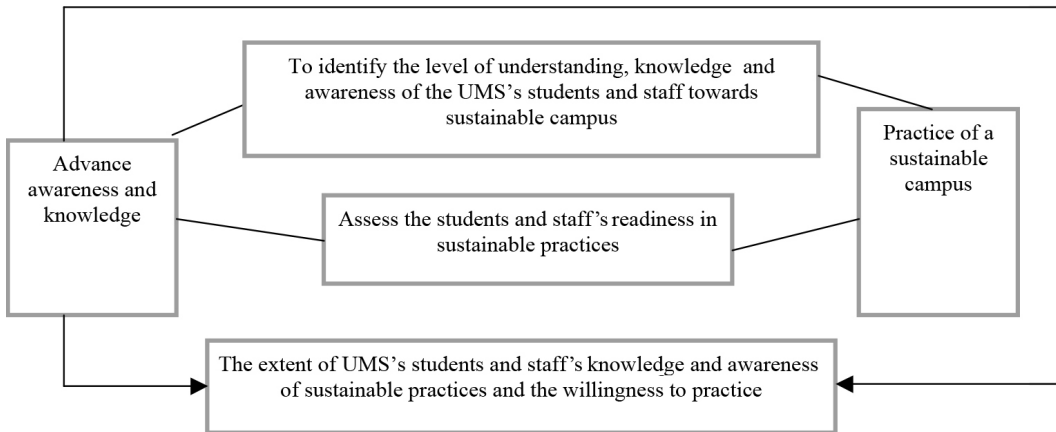 To identify the level of understanding, knowledge and
awareness of the UMS's students and staff towards
sustainable campus
Advance
awareness and
knowledge
Practice of a
sustainable
campus
Assess the students and staff's readiness in
sustainable practices
The extent of UMS's students and staff's knowledge and awareness
of sustainable practices and the willingness to practice